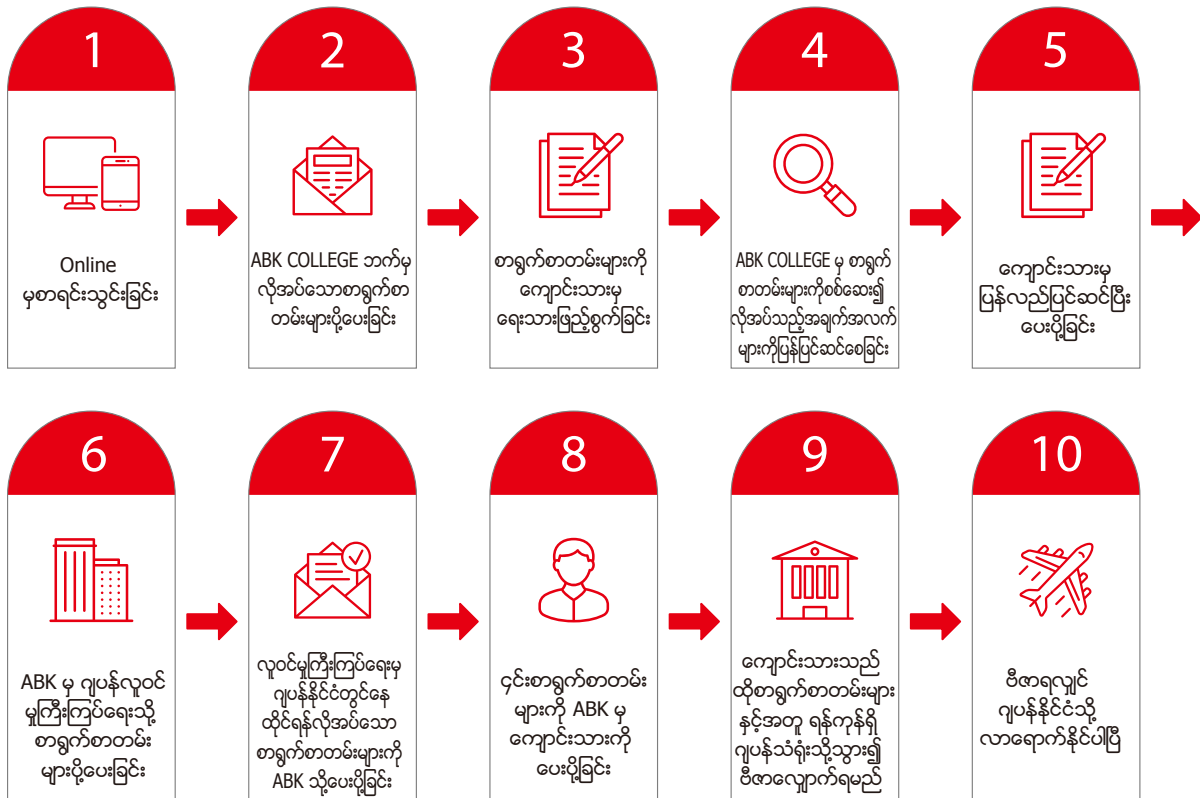 1
Online
မှစာရင်းသွင်းခြင်း
2
ABK COLLEGE ဘက်မှ
လိုအပ်သောစာရွက်စာ
တမ်းများပို့ပေးခြင်း
3
စာရွက်စာတမ်းများကို
ကျောင်းသားမှ
ရေးသားဖြည့်စွက်ခြင်း
4
ABK COLLEGE မှ စာရွက်
စာတမ်းများကိုစစ်ဆေး၍
လိုအပ်သည့်အချက်အလက်
များကိုပြန်ပြင်ဆင်စေခြင်း
5
ကျောင်းသားမှ
ပြန်လည်ပြင်ဆင်ပြီး
ပေးပို့ခြင်း
6
ABK မှ ဂျပန်လူဝင်
မှုကြီးကြပ်ရေးသို့
စာရွက်စာတမ်း
များပို့ပေးခြင်း
7
လူဝင်မှုကြီးကြပ်ရေးမှ
ဂျပန်နိုင်ငံတွင်နေ
ထိုင်ရန်လိုအပ်သော
စာရွက်စာတမ်းများကို
ABK သို့ပေးပို့ခြင်း
8
၄င်းစာရွက်စာတမ်း
များကို ABK မှ
ကျောင်းသားကို
ပေးပို့ခြင်း
9
ကျောင်းသားသည်
ထိုစာရွက်စာတမ်းများ
နှင့်အတူ ရန်ကုန်ရှိ
ဂျပန်သံရုံးသို့သွား၍
ဗီဇာလျှောက်ရမည်
10
ဗီဇာရလျှင်
ဂျပန်နိုင်ငံသို့
လာရောက်နိုင်ပါပြီ